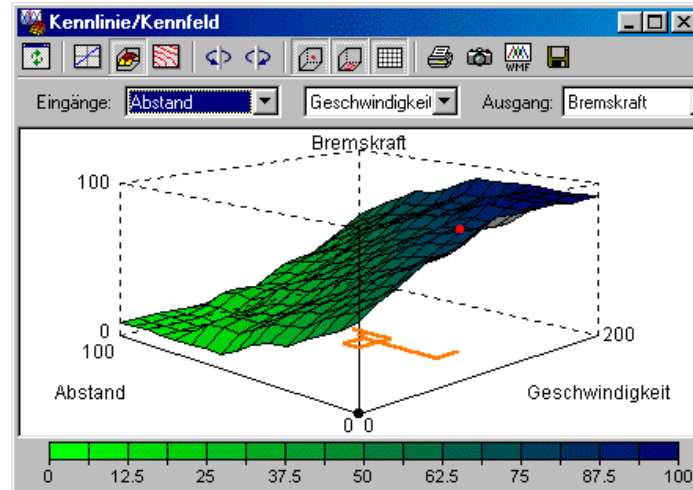 Kennlinie/Kennfeld
WMF
Eingänge: Abstand Geschwindigkeit Ausgang: Bremskraft
Bremskraft
100
0
100
200
Abstand Geschwindigkeit
0 0
0 12.5 25 37.5 50 62.5 75 87.5 100